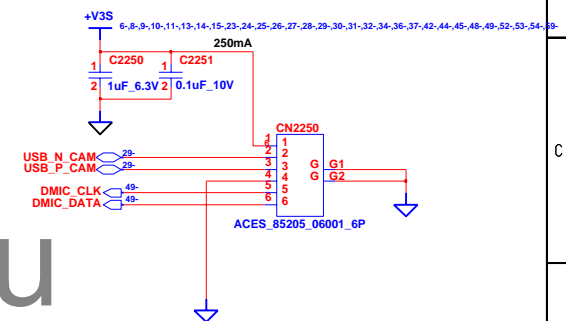 +V3S
6-,8-,9-,10-,11-,13-,14-,15-,23-,24-,25-,26-,27-,28-,29-,30-,31-,32-,34-,36-,37-,42-,44-,45-,48-,49-,52-,53-,54-,59-
250mA
1 C2250 1 C2251
2 1uF_6.3V 2 0.1uF_10V
CN2250
1 1
USB_N_CAM 29- 2 2
USB_P_CAM 29- 3 3 G G1
4 4 G G2
DMIC_CLK 49- 5 5
DMIC_DATA 49- 6 6
ACES_85205_06001_6P
C
u